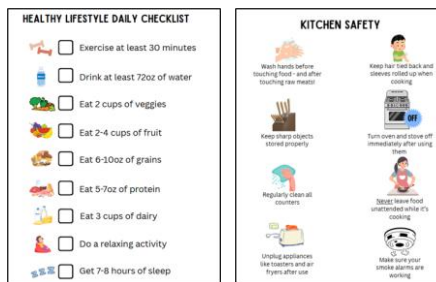 HEALTHY LIFESTYLE DAILY CHECKLIST
Exercise at least 30 minutes
Drink at least 72oz of water
Eat 2 cups of veggies
Eat 2-4 cups of fruit
Eat 6-10oz of grains
Eat 5-7oz of protein
Eat 3 cups of dairy
Do a relaxing activity
Get 7-8 hours of sleep
KITCHEN SAFETY
Wash hands before
touching food - and after
touching raw meats!
Keep hair tied back and
sleeves rolled up when
cooking
Keep sharp objects
stored properly
OFF
Turn oven and stove off
immediately after using
them
Regularly clean all
counters
Never leave food
unattended while it's
cooking
Unplug appliances
like toasters and air
fryers after use
Make sure your
smoke alarms are
working